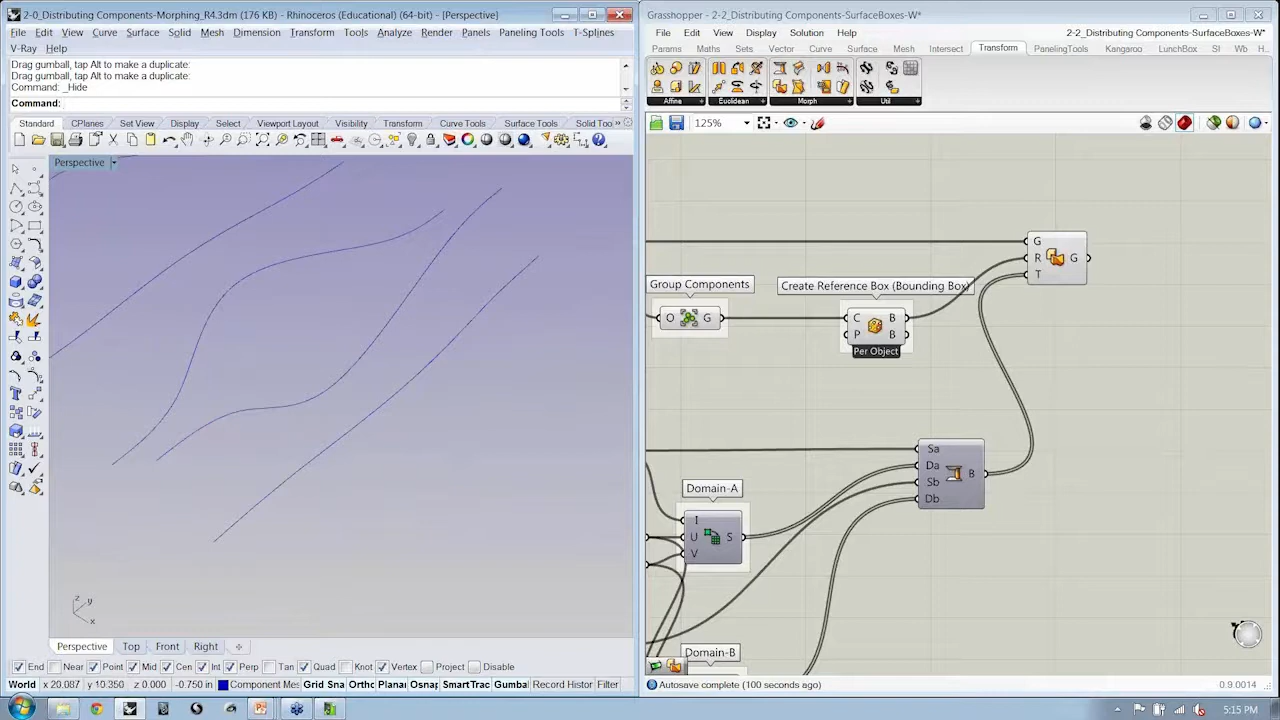 2-0_Distributing Components-Morphing_R4.3dm (176 KB) - Rhinoceros (Educational) (64-bit) - [Perspective]
File Edit View Curve Surface Solid Mesh Dimension Transform Tools Analyze Render Panels Paneling Tools T-Splines
V-Ray Help
Drag gumball, tap Alt to make a duplicate:
Drag gumball, tap Alt to make a duplicate:
Command: _Hide
Command:
Standard CPlanes Set View Display Select Viewport Layout Visibility Transform Curve Tools Surface Tools Solid Too
Perspective
z y x
Perspective Top Front Right
End Near Point Mid Cen Int Perp Tan Quad Knot Vertex Project Disable
World x 20.087 y 10.350 z 0.000 -0.750 in Component Me Grid Sna Ortho Planar Osna SmartTrac Gumba Record Histor Filter
Grasshopper - 2-2_Distributing Components-SurfaceBoxes-W*
File Edit View Display Solution Help 2-2_Distributing Components-SurfaceBoxes-W*
Params Maths Sets Vector Curve Surface Mesh Intersect Transform PanelingTools Kangaroo LunchBox SI Wb H...
Affine Euclidean Morph Util
125%
G R T G
Group Components
O G
Create Reference Box (Bounding Box)
C B
P B
Per Object
Sa
Da
Sb
Db
B
Domain-A
I
U S
V
Domain-B
Autosave complete (100 seconds ago) 0.9.0014
5:15 PM